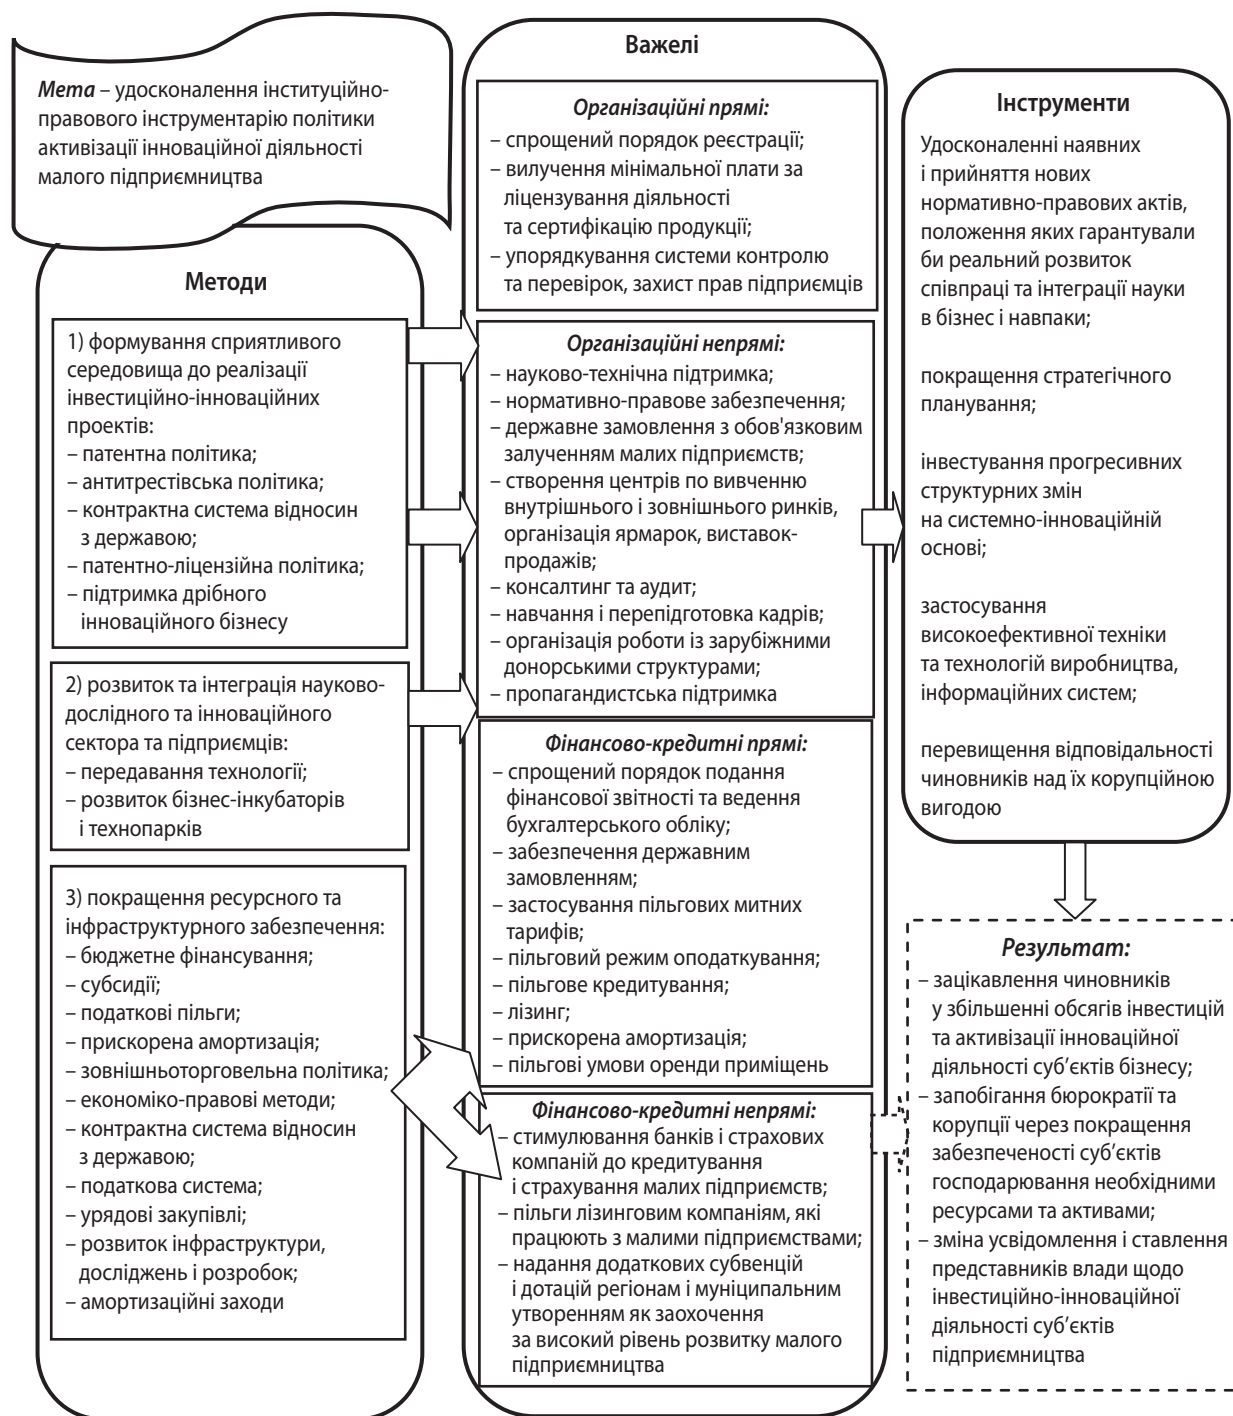 Мета – удосконалення інституційно-
правового інструментарію політики
активізації інноваційної діяльності
малого підприємництва
Методи
1) формування сприятливого
середовища до реалізації
інвестиційно-інноваційних
проектів:
– патентна політика;
– антитрестівська політика;
– контрактна система відносин
з державою;
– патентно-ліцензійна політика;
– підтримка дрібного
інноваційного бізнесу
2) розвиток та інтеграція науково-
дослідного та інноваційного
сектора та підприємців:
– передавання технології;
– розвиток бізнес-інкубаторів
і технопарків
3) покращення ресурсного та
інфраструктурного забезпечення:
– бюджетне фінансування;
– субсидії;
– податкові пільги;
– прискорена амортизація;
– зовнішньоторговельна політика;
– економіко-правові методи;
– контрактна система відносин
з державою;
– податкова система;
– урядові закупівлі;
– розвиток інфраструктури,
досліджень і розробок;
– амортизаційні заходи
Важелі
Організаційні прямі:
– спрощений порядок реєстрації;
– вилучення мінімальної плати за
ліцензування діяльності
та сертифікацію продукції;
– упорядкування системи контролю
та перевірок, захист прав підприємців
Організаційні непрямі:
– науково-технічна підтримка;
– нормативно-правове забезпечення;
– державне замовлення з обов'язковим
залученням малих підприємств;
– створення центрів по вивченню
внутрішнього і зовнішнього ринків,
організація ярмарок, виставок-
продажів;
– консалтинг та аудит;
– навчання і перепідготовка кадрів;
– організація роботи із зарубіжними
донорськими структурами;
– пропагандистська підтримка
Фінансово-кредитні прямі:
– спрощений порядок подання
фінансової звітності та ведення
бухгалтерського обліку;
– забезпечення державним
замовленням;
– застосування пільгових митних
тарифів;
– пільговий режим оподаткування;
– пільгове кредитування;
– лізинг;
– прискорена амортизація;
– пільгові умови оренди приміщень
Фінансово-кредитні непрямі:
– стимулювання банків і страхових
компаній до кредитування
і страхування малих підприємств;
– пільги лізинговим компаніям, які
працюють з малими підприємствами;
– надання додаткових субвенцій
і дотацій регіонам і муніципальним
утворенням як заохочення
за високий рівень розвитку малого
підприємництва
Інструменти
Удосконаленні наявних
і прийняття нових
нормативно-правових актів,
положення яких гарантували
би реальний розвиток
співпраці та інтеграції науки
в бізнес і навпаки;
покращення стратегічного
планування;
інвестування прогресивних
структурних змін
на системно-інноваційній
основі;
застосування
високоефективної техніки
та технологій виробництва,
інформаційних систем;
перевищення відповідальності
чиновників над їх корупційною
вигодою
Результат:
– зацікавлення чиновників
у збільшенні обсягів інвестицій
та активізації інноваційної
діяльності суб’єктів бізнесу;
– запобігання бюрократії та
корупції через покращення
забезпеченості суб’єктів
господарювання необхідними
ресурсами та активами;
– зміна усвідомлення і ставлення
представників влади щодо
інвестиційно-інноваційної
діяльності суб’єктів
підприємництва